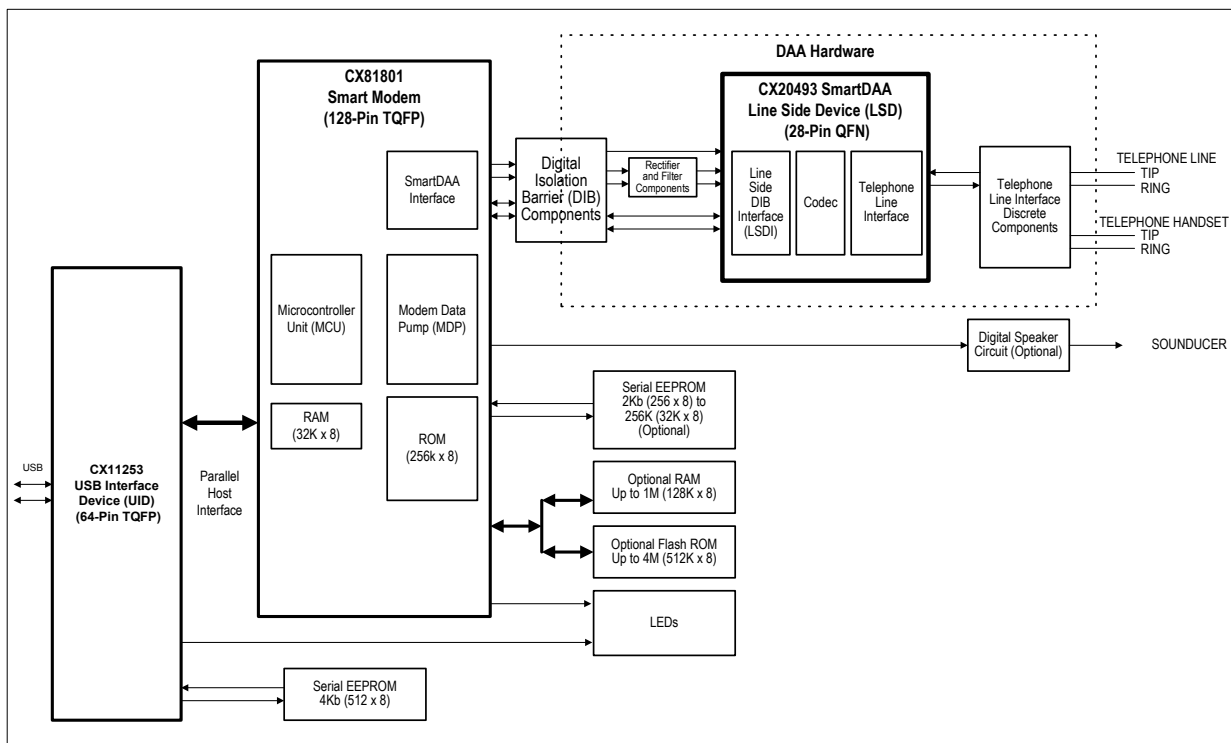 DAA Hardware
CX81801
Smart Modem
(128-Pin TQFP)
CX20493 SmartDAA
Line Side Device (LSD)
(28-Pin QFN)
SmartDAA
Interface
Digital
Isolation
Barrier (DIB)
Components
Rectifier
and Filter
Components
Line
Side
DIB
Interface
(LSDI)
Codec
Telephone
Line
Interface
Telephone
Line Interface
Discrete
Components
TELEPHONE LINE
TIP
RING
TELEPHONE HANDSET
TIP
RING
Microcontroller
Unit (MCU)
Modem Data
Pump (MDP)
Digital Speaker
Circuit (Optional)
SOUNDUCER
RAM
(32K x 8)
ROM
(256k x 8)
Serial EEPROM
2Kb (256 x 8) to
256K (32K x 8)
(Optional)
USB
CX11253
USB Interface
Device (UID)
(64-Pin TQFP)
Parallel
Host
Interface
Optional RAM
Up to 1M (128K x 8)
Optional Flash ROM
Up to 4M (512K x 8)
LEDs
Serial EEPROM
4Kb (512 x 8)